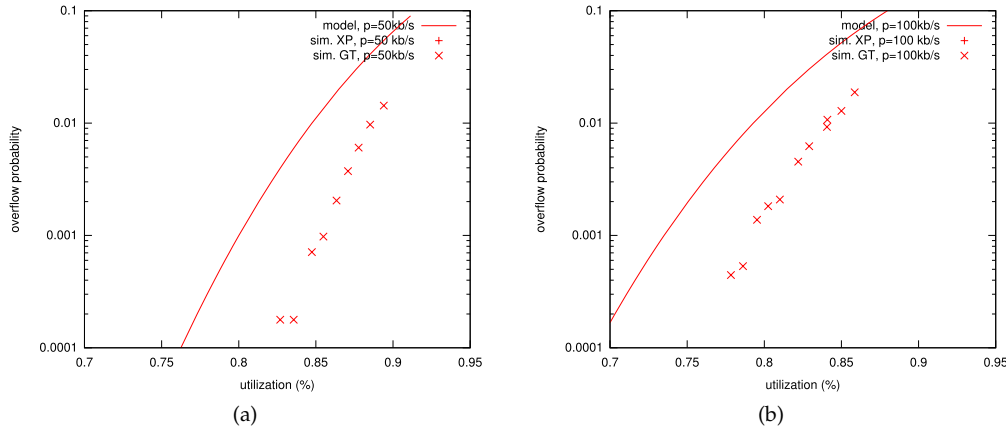 0.1
model, p=50kb/s
sim. XP, p=50 kb/s
sim. GT, p=50kb/s
0.01
overflow probability
0.001
0.0001
0.7
0.75
0.8
0.85
0.9
0.95
utilization (%)
(a)
0.1
model, p=100kb/s
sim. XP, p=100 kb/s
sim. GT, p=100kb/s
0.01
overflow probability
0.001
0.0001
0.7
0.75
0.8
0.85
0.9
0.95
utilization (%)
(b)